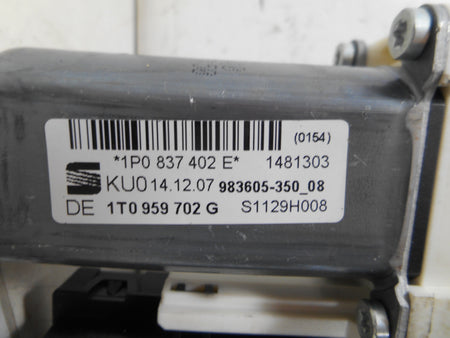 (0154)
*1P0 837 402 E* 1481303
KU0 14.12.07 983605-350_08
DE 1T0 959 702 G S1129H008